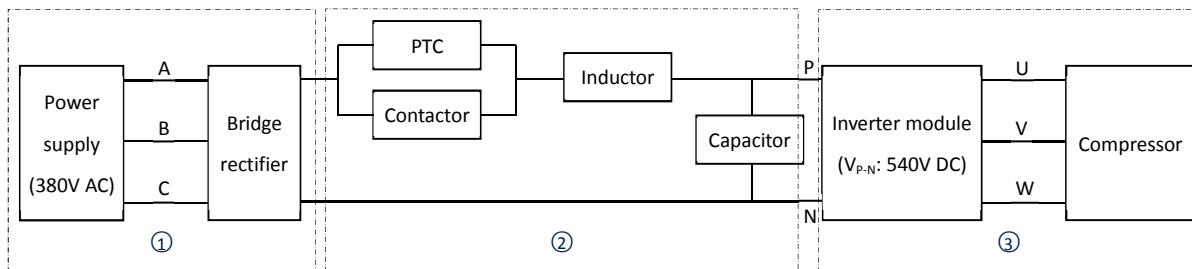 PTC
Contactor
Inductor
Capacitor
Power
supply
(380V AC)
A
B
C
Bridge
rectifier
P
N
Inverter module
(VP-N: 540V DC)
U
V
W
Compressor
①
②
③